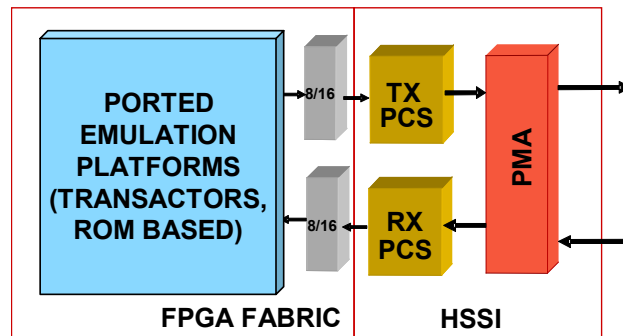 PORTED
EMULATION
PLATFORMS
(TRANSACTORS,
ROM BASED)
8/16
8/16
TX
PCS
RX
PCS
PMA
FPGA FABRIC
HSSI